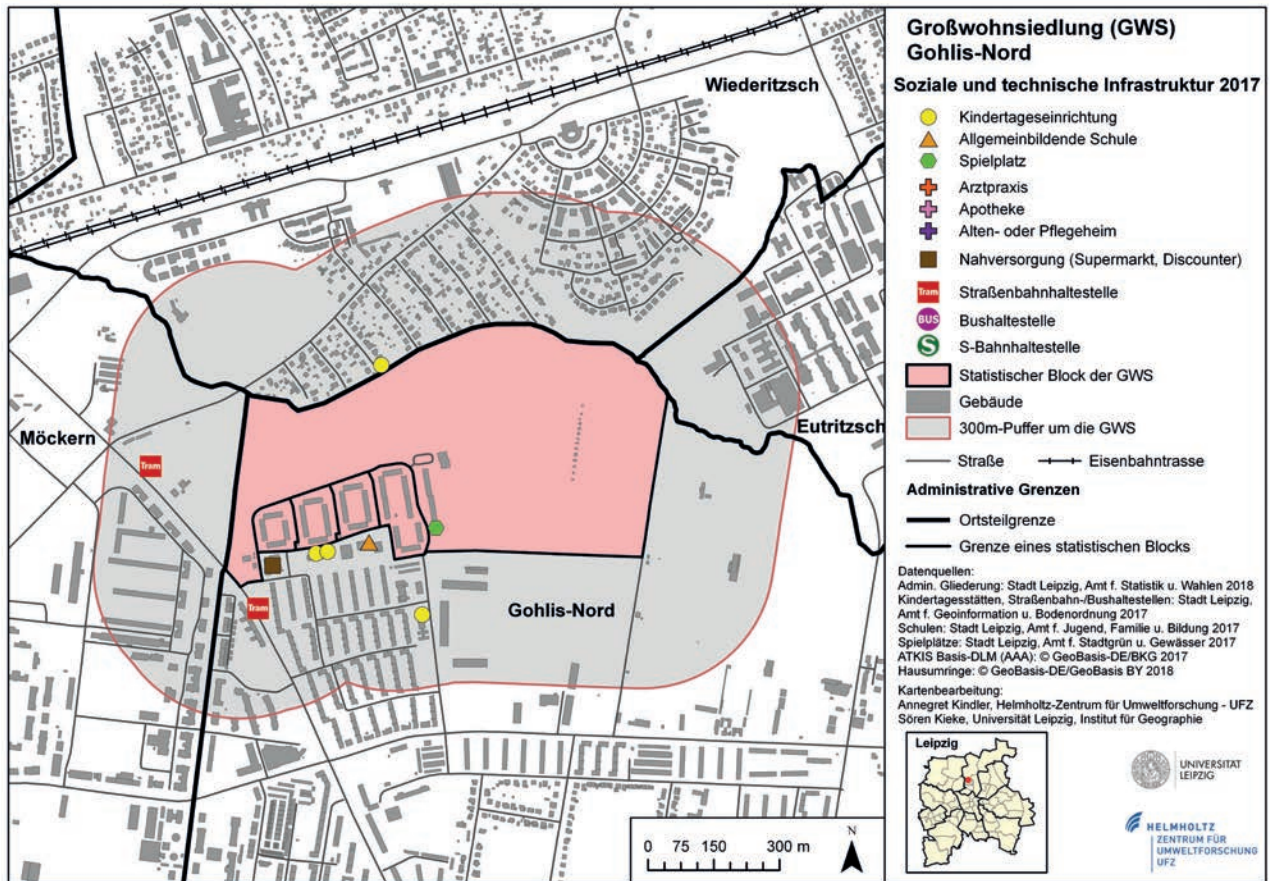 Großwohnsiedlung (GWS)
Gohlis-Nord
Soziale und technische Infrastruktur 2017
Kindertageseinrichtung
Allgemeinbildende Schule
Spielplatz
Arztpraxis
Apotheke
Alten- oder Pflegeheim
Nahversorgung (Supermarkt, Discounter)
Tram Straßenbahnhaltestelle
BUS Bushaltestelle
S S-Bahnhaltestelle
Statistischer Block der GWS
Gebäude
300m-Puffer um die GWS
Straße Eisenbahntrasse
Administrative Grenzen
Ortsteilgrenze
Grenze eines statistischen Blocks
Datenquellen:
Admin. Gliederung: Stadt Leipzig, Amt f. Statistik u. Wahlen 2018
Kindertagesstätten, Straßenbahn-/Bushaltestellen: Stadt Leipzig,
Amt f. Geoinformation u. Bodenordnung 2017
Schulen: Stadt Leipzig, Amt f. Jugend, Familie u. Bildung 2017
Spielplätze: Stadt Leipzig, Amt f. Stadtgrün u. Gewässer 2017
ATKIS Basis-DLM (AAA): © GeoBasis-DE/BKG 2017
Hausumringe: © GeoBasis-DE/GeoBasis BY 2018
Kartenbearbeitung:
Annegret Kindler, Helmholtz-Zentrum für Umweltforschung - UFZ
Sören Kieke, Universität Leipzig, Institut für Geographie
Leipzig
UNIVERSITÄT
LEIPZIG
HELMHOLTZ
ZENTRUM FÜR
UMWELTFORSCHUNG
UFZ
Wiederitzsch
Möckern
Eutritzsch
Tram
Gohlis-Nord
Tram
N
0 75 150 300 m